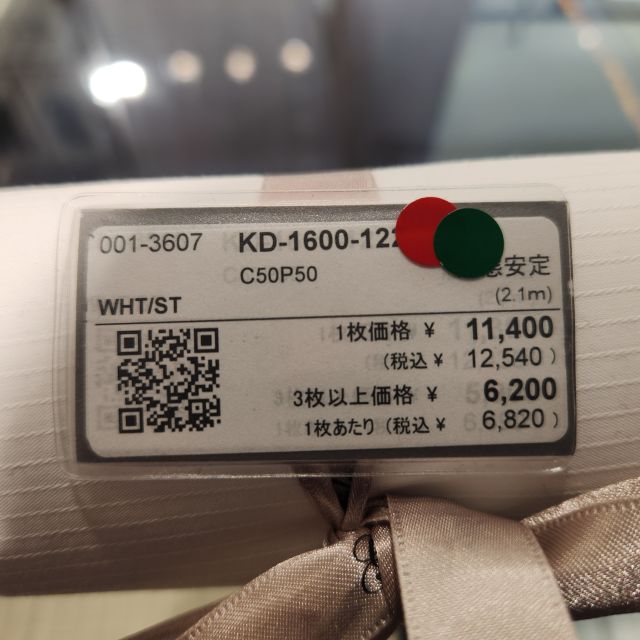 001-3607 KD-1600-12
C50P50 安定
WHT/ST (2.1m)
1枚価格 ¥ 11,400
(税込 ¥ 12,540 )
3枚以上価格 ¥ 6,200
1枚あたり (税込 ¥ 6,820 )